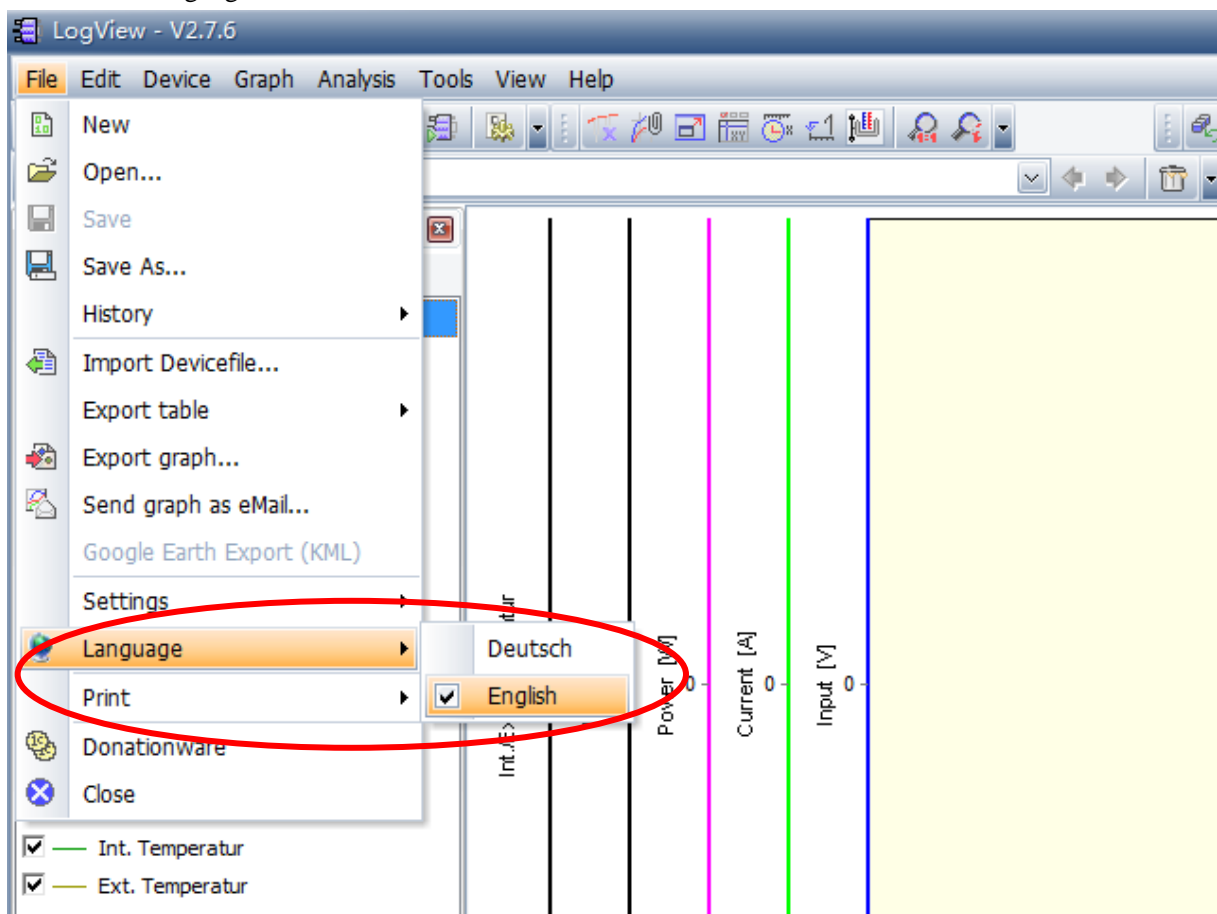 LogView - V2.7.6
File Edit Device Graph Analysis Tools View Help
New
Open...
Save
Save As...
History
Import Devicefile...
Export table
Export graph...
Send graph as eMail...
Google Earth Export (KML)
Settings
Language
Deutsch
Print
English
Donationware
Close
Int. Temperatur
Ext. Temperatur
Power [W]
0
Current [A]
0
Input [V]
0